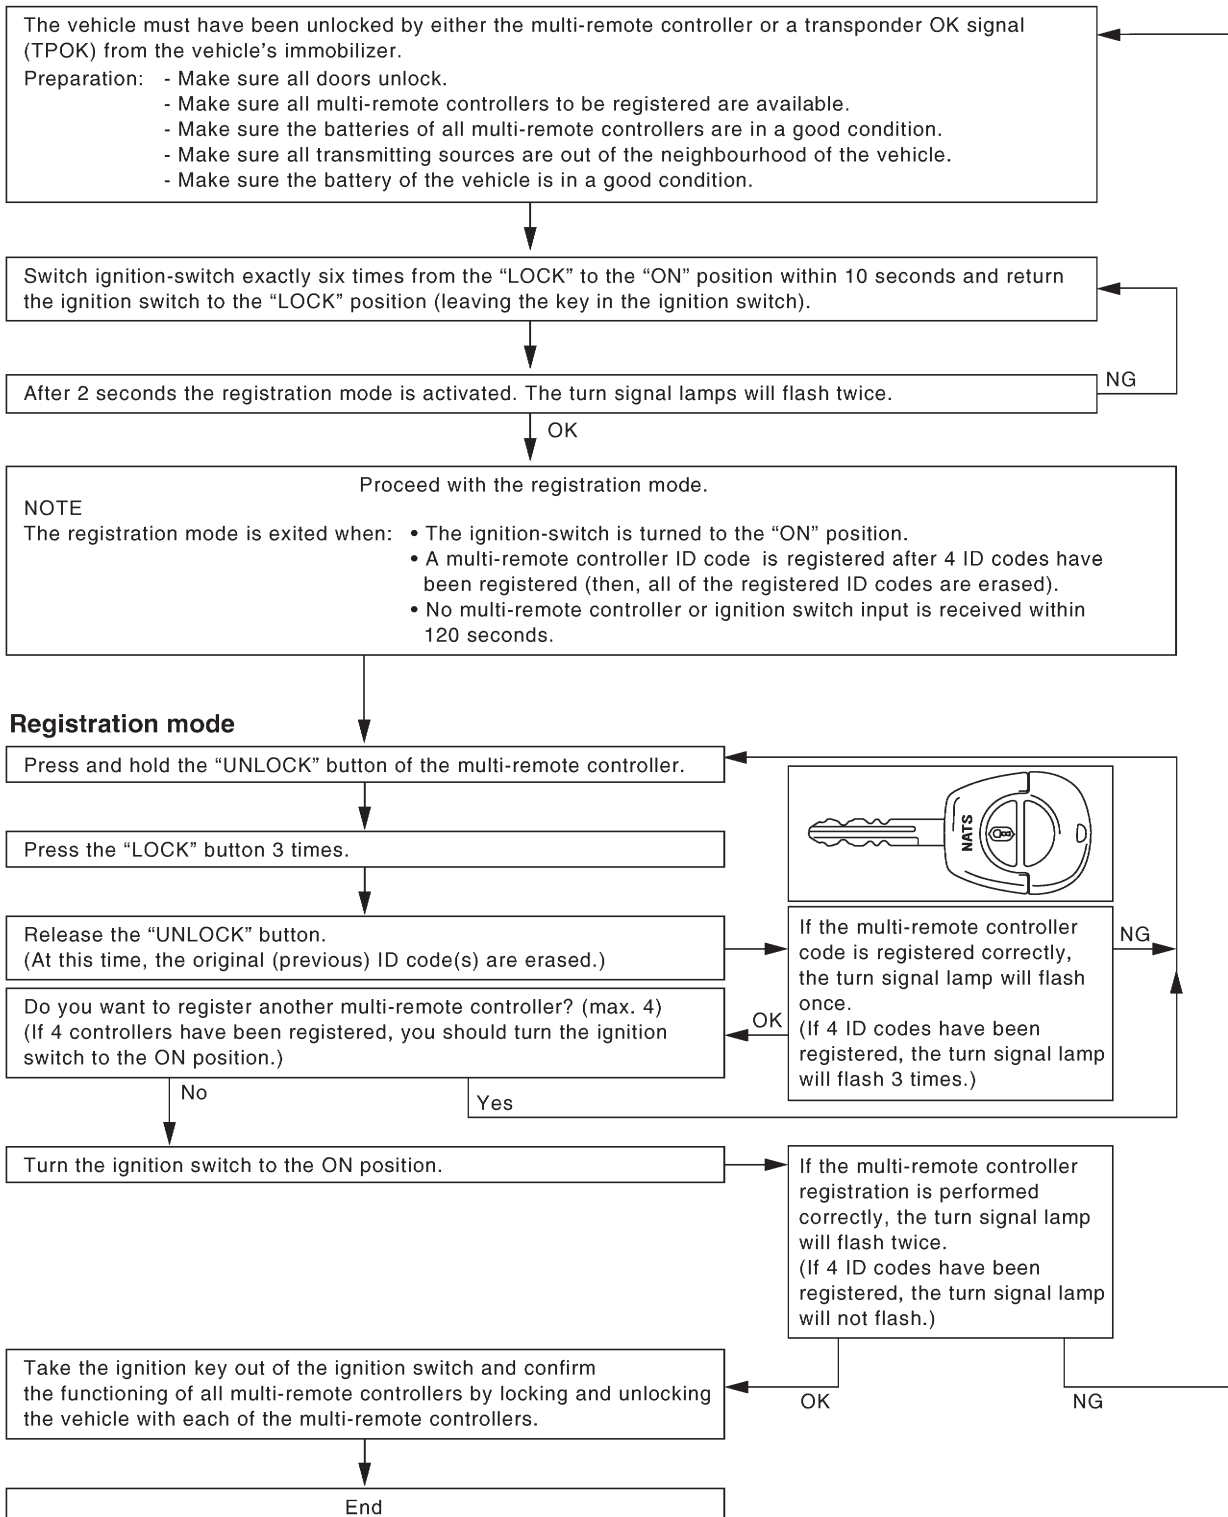 The vehicle must have been unlocked by either the multi-remote controller or a transponder OK signal
(TPOK) from the vehicle’s immobilizer.
Preparation: - Make sure all doors unlock.
- Make sure all multi-remote controllers to be registered are available.
- Make sure the batteries of all multi-remote controllers are in a good condition.
- Make sure all transmitting sources are out of the neighbourhood of the vehicle.
- Make sure the battery of the vehicle is in a good condition.
Switch ignition-switch exactly six times from the “LOCK” to the “ON” position within 10 seconds and return
the ignition switch to the “LOCK” position (leaving the key in the ignition switch).
After 2 seconds the registration mode is activated. The turn signal lamps will flash twice.
NG
OK
Proceed with the registration mode.
NOTE
The registration mode is exited when: • The ignition-switch is turned to the “ON” position.
• A multi-remote controller ID code is registered after 4 ID codes have
been registered (then, all of the registered ID codes are erased).
• No multi-remote controller or ignition switch input is received within
120 seconds.
Registration mode
Press and hold the “UNLOCK” button of the multi-remote controller.
NATS
Press the “LOCK” button 3 times.
Release the “UNLOCK” button.
(At this time, the original (previous) ID code(s) are erased.)
If the multi-remote controller
code is registered correctly,
the turn signal lamp will flash
once.
(If 4 ID codes have been
registered, the turn signal lamp
will flash 3 times.)
NG
OK
Do you want to register another multi-remote controller? (max. 4)
(If 4 controllers have been registered, you should turn the ignition
switch to the ON position.)
No
Yes
Turn the ignition switch to the ON position.
If the multi-remote controller
registration is performed
correctly, the turn signal lamp
will flash twice.
(If 4 ID codes have been
registered, the turn signal lamp
will not flash.)
OK
NG
Take the ignition key out of the ignition switch and confirm
the functioning of all multi-remote controllers by locking and unlocking
the vehicle with each of the multi-remote controllers.
End